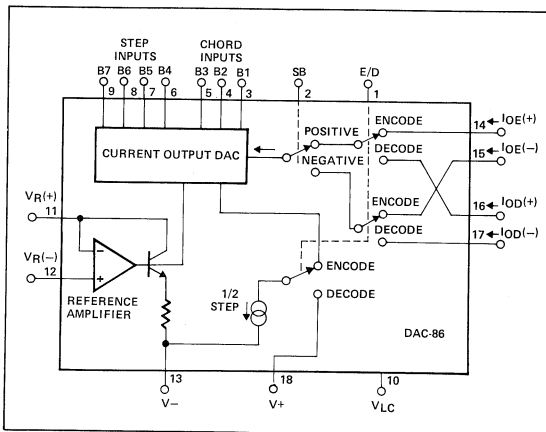 STEP INPUTS
CHORD INPUTS
B7 B6 B5 B4 B3 B2 B1 SB E/D
9 8 7 6 5 4 3 2 1
CURRENT OUTPUT DAC
POSITIVE
NEGATIVE
ENCODE
DECODE
14 IOE(+)
15 IOE(−)
ENCODE
DECODE
16 IOD(+)
17 IOD(−)
VR(+)
11
VR(−)
12
−
+
REFERENCE
AMPLIFIER
1/2
STEP
ENCODE
DECODE
DAC-86
13
18
10
V−
V+
VLC